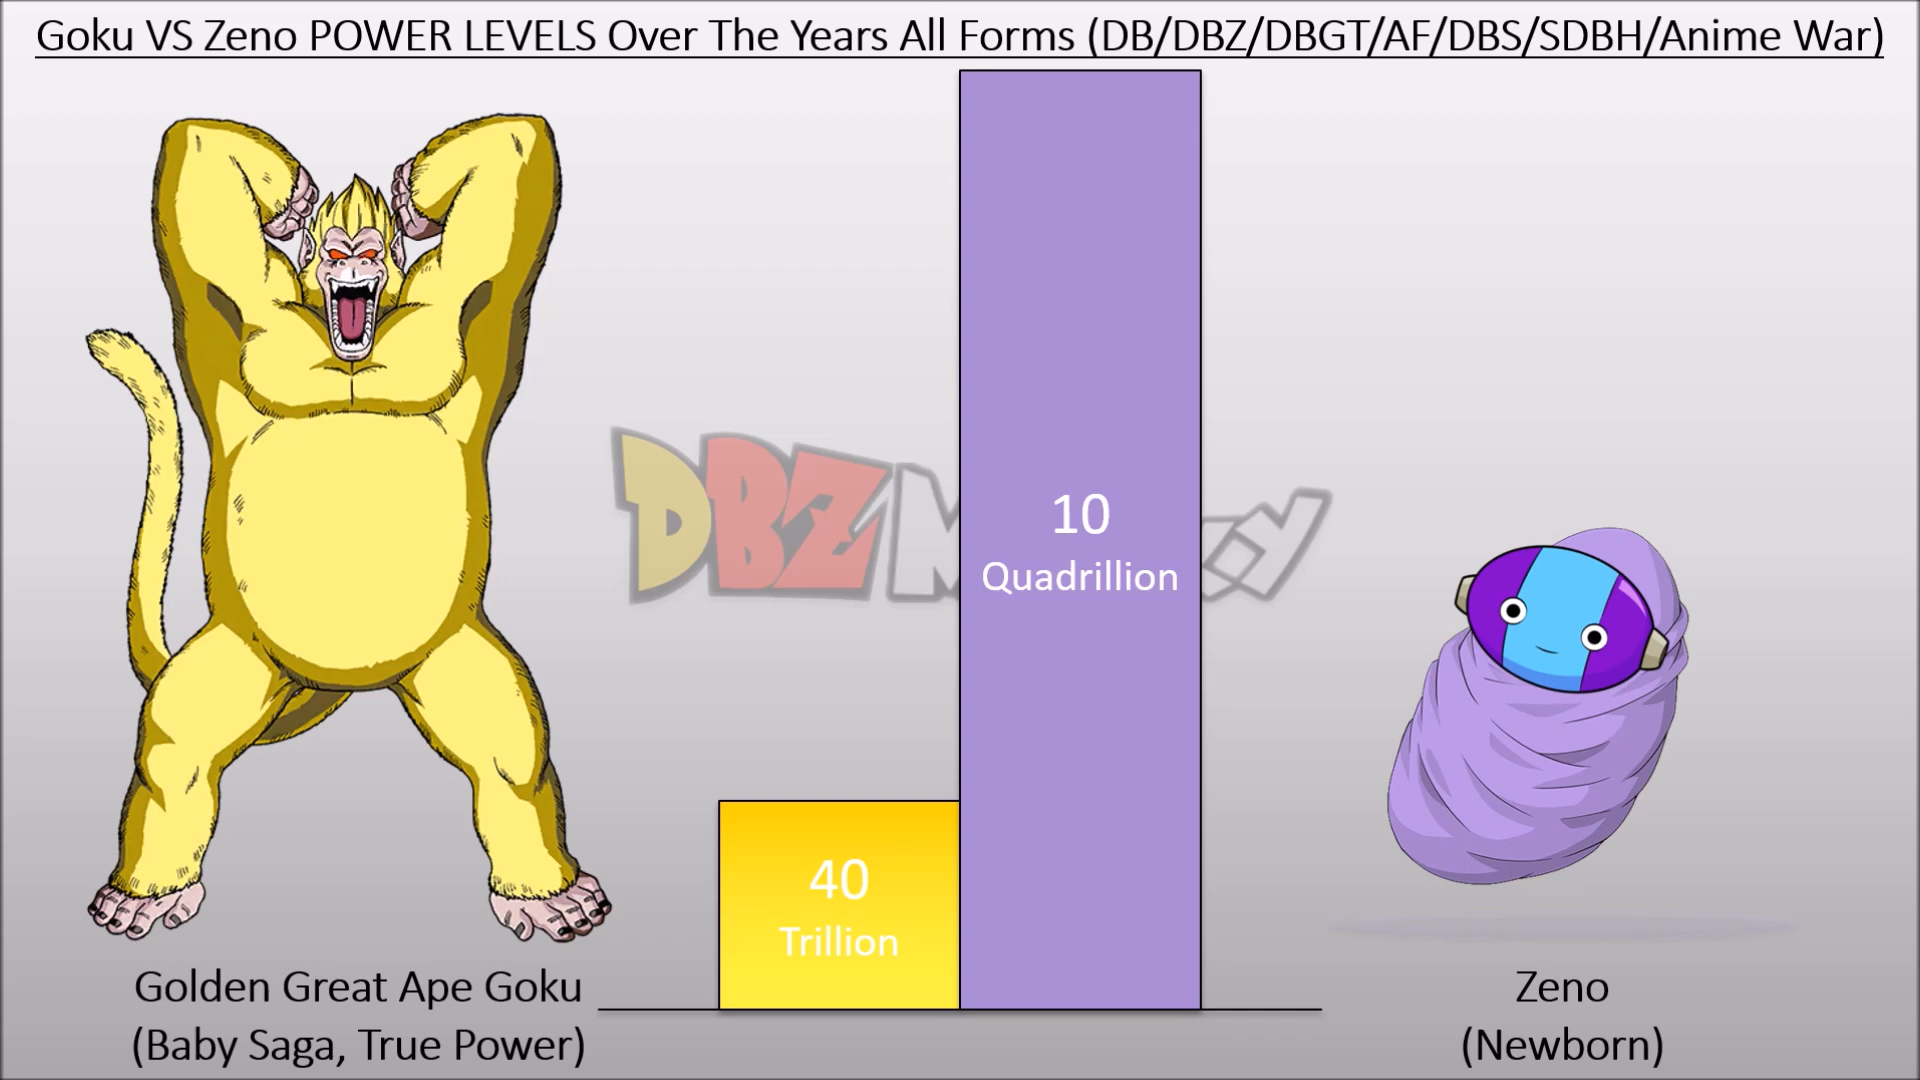 Goku VS Zeno POWER LEVELS Over The Years All Forms (DB/DBZ/DBGT/AF/DBS/SDBH/Anime War)
DBZ
10
Quadrillion
40
Trillion
Golden Great Ape Goku
(Baby Saga, True Power)
Zeno
(Newborn)